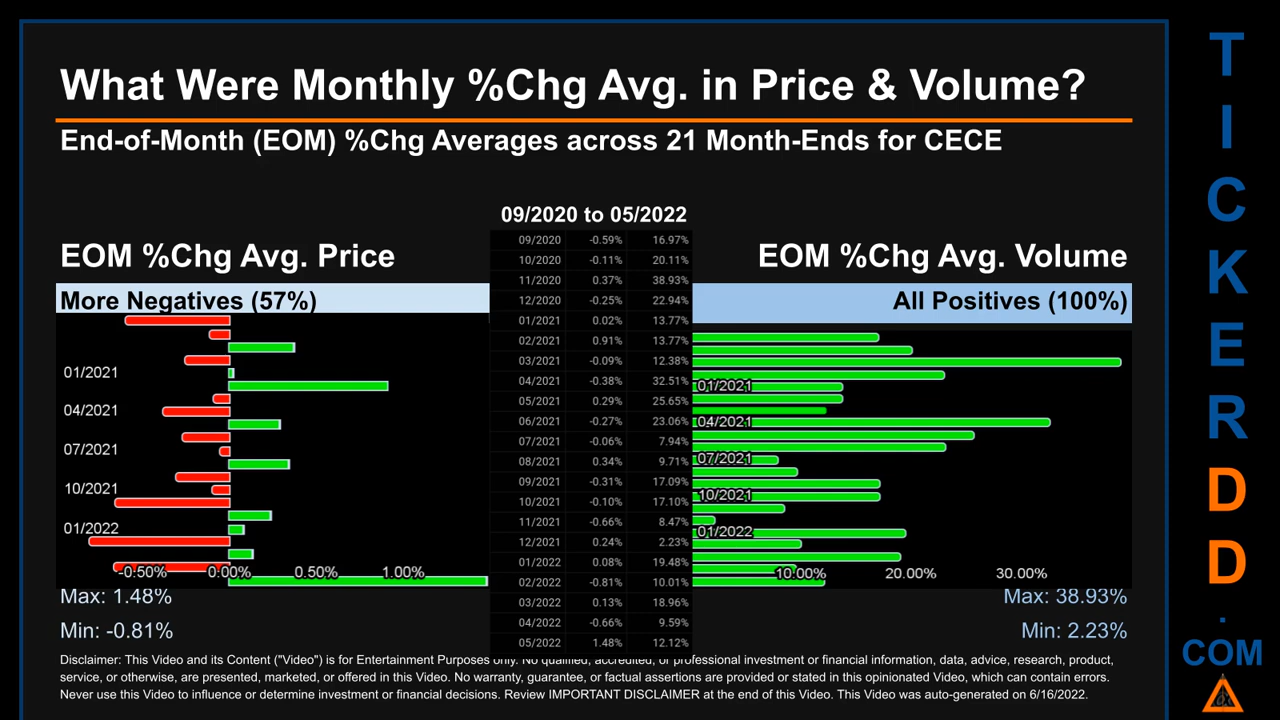 What Were Monthly %Chg Avg. in Price & Volume?
End-of-Month (EOM) %Chg Averages across 21 Month-Ends for CECE
09/2020 to 05/2022
EOM %Chg Avg. Price
EOM %Chg Avg. Volume
More Negatives (57%)
All Positives (100%)
09/2020 -0.59% 16.97%
10/2020 -0.11% 20.11%
11/2020 0.37% 38.93%
12/2020 -0.25% 22.94%
01/2021 0.02% 13.77%
02/2021 0.91% 13.77%
03/2021 -0.09% 12.38%
04/2021 -0.38% 32.51%
05/2021 0.29% 25.65%
06/2021 -0.27% 23.06%
07/2021 -0.06% 7.94%
08/2021 0.34% 9.71%
09/2021 -0.31% 17.09%
10/2021 -0.10% 17.10%
11/2021 -0.66% 8.47%
12/2021 0.24% 2.23%
01/2022 0.08% 19.48%
02/2022 -0.81% 10.01%
03/2022 0.13% 18.96%
04/2022 -0.66% 9.59%
05/2022 1.48% 12.12%
01/2021
04/2021
07/2021
10/2021
01/2022
-0.50% 0.00% 0.50% 1.00%
01/2021
04/2021
07/2021
10/2021
01/2022
10.00% 20.00% 30.00%
Max: 1.48%
Min: -0.81%
Max: 38.93%
Min: 2.23%
Disclaimer: This Video and its Content ("Video") is for Entertainment Purposes only. No qualified, accredited, or professional investment or financial information, data, advice, research, product,
service, or otherwise, are presented, marketed, or offered in this Video. No warranty, guarantee, or factual assertions are provided or stated in this opinionated Video, which can contain errors.
Never use this Video to influence or determine investment or financial decisions. Review IMPORTANT DISCLAIMER at the end of this Video. This Video was auto-generated on 6/16/2022.
T
I
C
K
E
R
D
D
.
COM